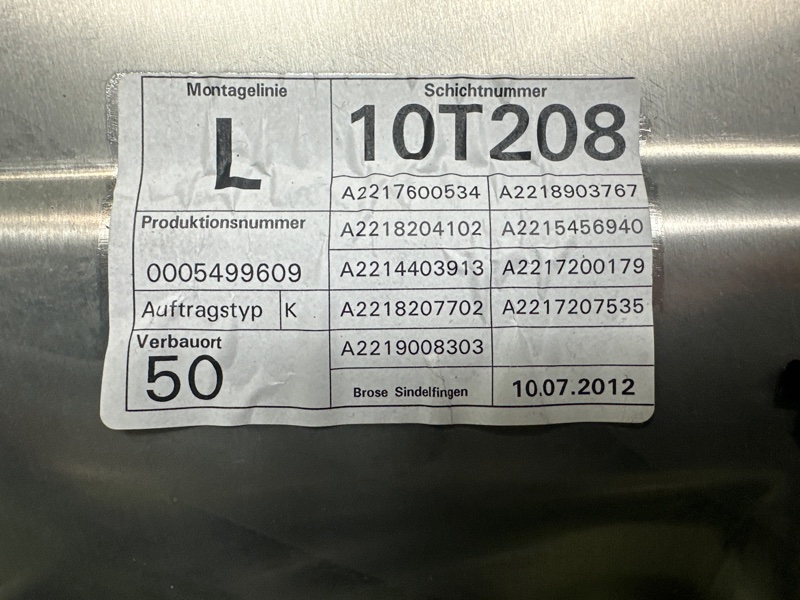 Montagelinie
L
Schichtnummer
10T208
Produktionsnummer
0005499609
Auftragstyp K
Verbauort
50
A2217600534 A2218903767
A2218204102 A2215456940
A2214403913 A2217200179
A2218207702 A2217207535
A2219008303
Brose Sindelfingen 10.07.2012